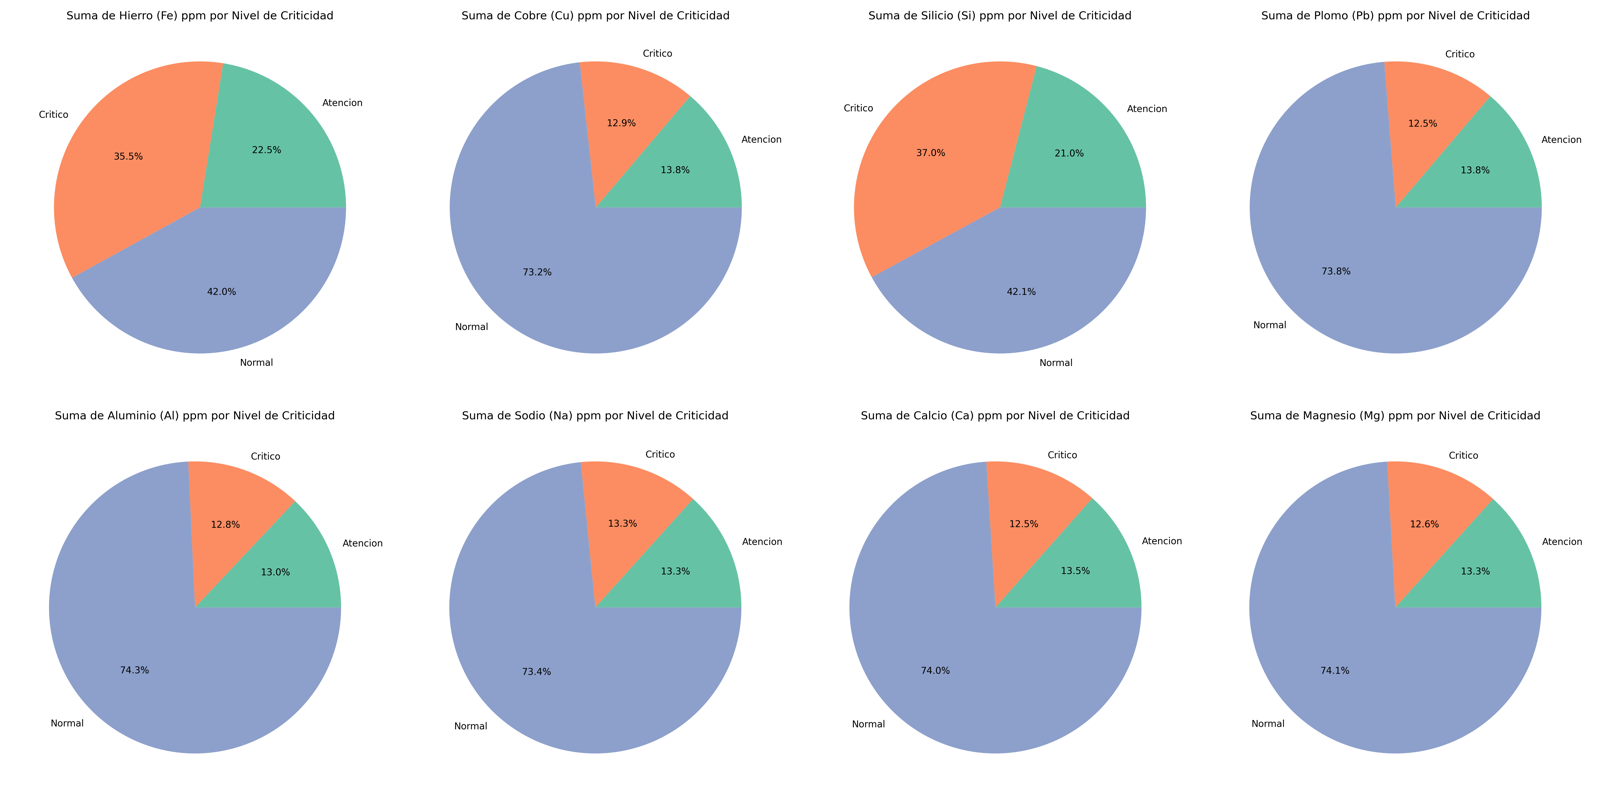 Suma de Hierro (Fe) ppm por Nivel de Criticidad
Atencion
22.5%
Critico
35.5%
Normal
42.0%
Suma de Cobre (Cu) ppm por Nivel de Criticidad
Atencion
13.8%
Critico
12.9%
Normal
73.2%
Suma de Silicio (Si) ppm por Nivel de Criticidad
Atencion
21.0%
Critico
37.0%
Normal
42.1%
Suma de Plomo (Pb) ppm por Nivel de Criticidad
Atencion
13.8%
Critico
12.5%
Normal
73.8%
Suma de Aluminio (Al) ppm por Nivel de Criticidad
Atencion
13.0%
Critico
12.8%
Normal
74.3%
Suma de Sodio (Na) ppm por Nivel de Criticidad
Atencion
13.3%
Critico
13.3%
Normal
73.4%
Suma de Calcio (Ca) ppm por Nivel de Criticidad
Atencion
13.5%
Critico
12.5%
Normal
74.0%
Suma de Magnesio (Mg) ppm por Nivel de Criticidad
Atencion
13.3%
Critico
12.6%
Normal
74.1%